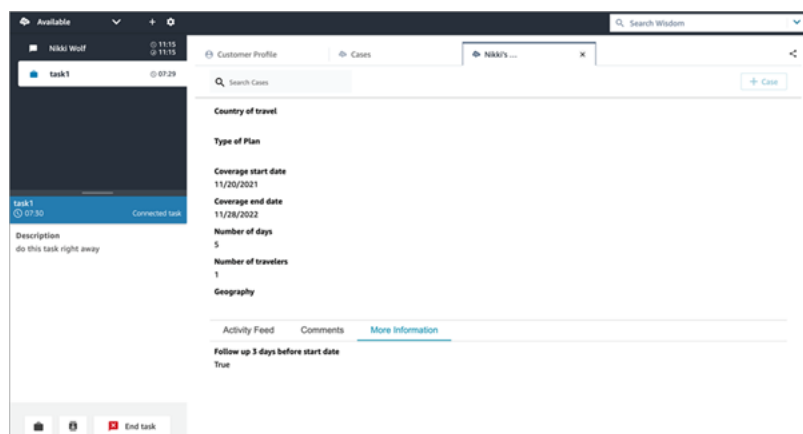 Available
Search Wisdom
Nikki Wolf
11:15
11:15
task1
07:29
Customer Profile
Cases
Nikki's ...
Search Cases
+ Case
Country of travel
Type of Plan
Coverage start date
11/20/2021
Coverage end date
11/28/2022
Number of days
5
Number of travelers
1
Geography
task1
07:30
Connected task
Description
do this task right away
Activity Feed
Comments
More Information
Follow up 3 days before start date
True
End task